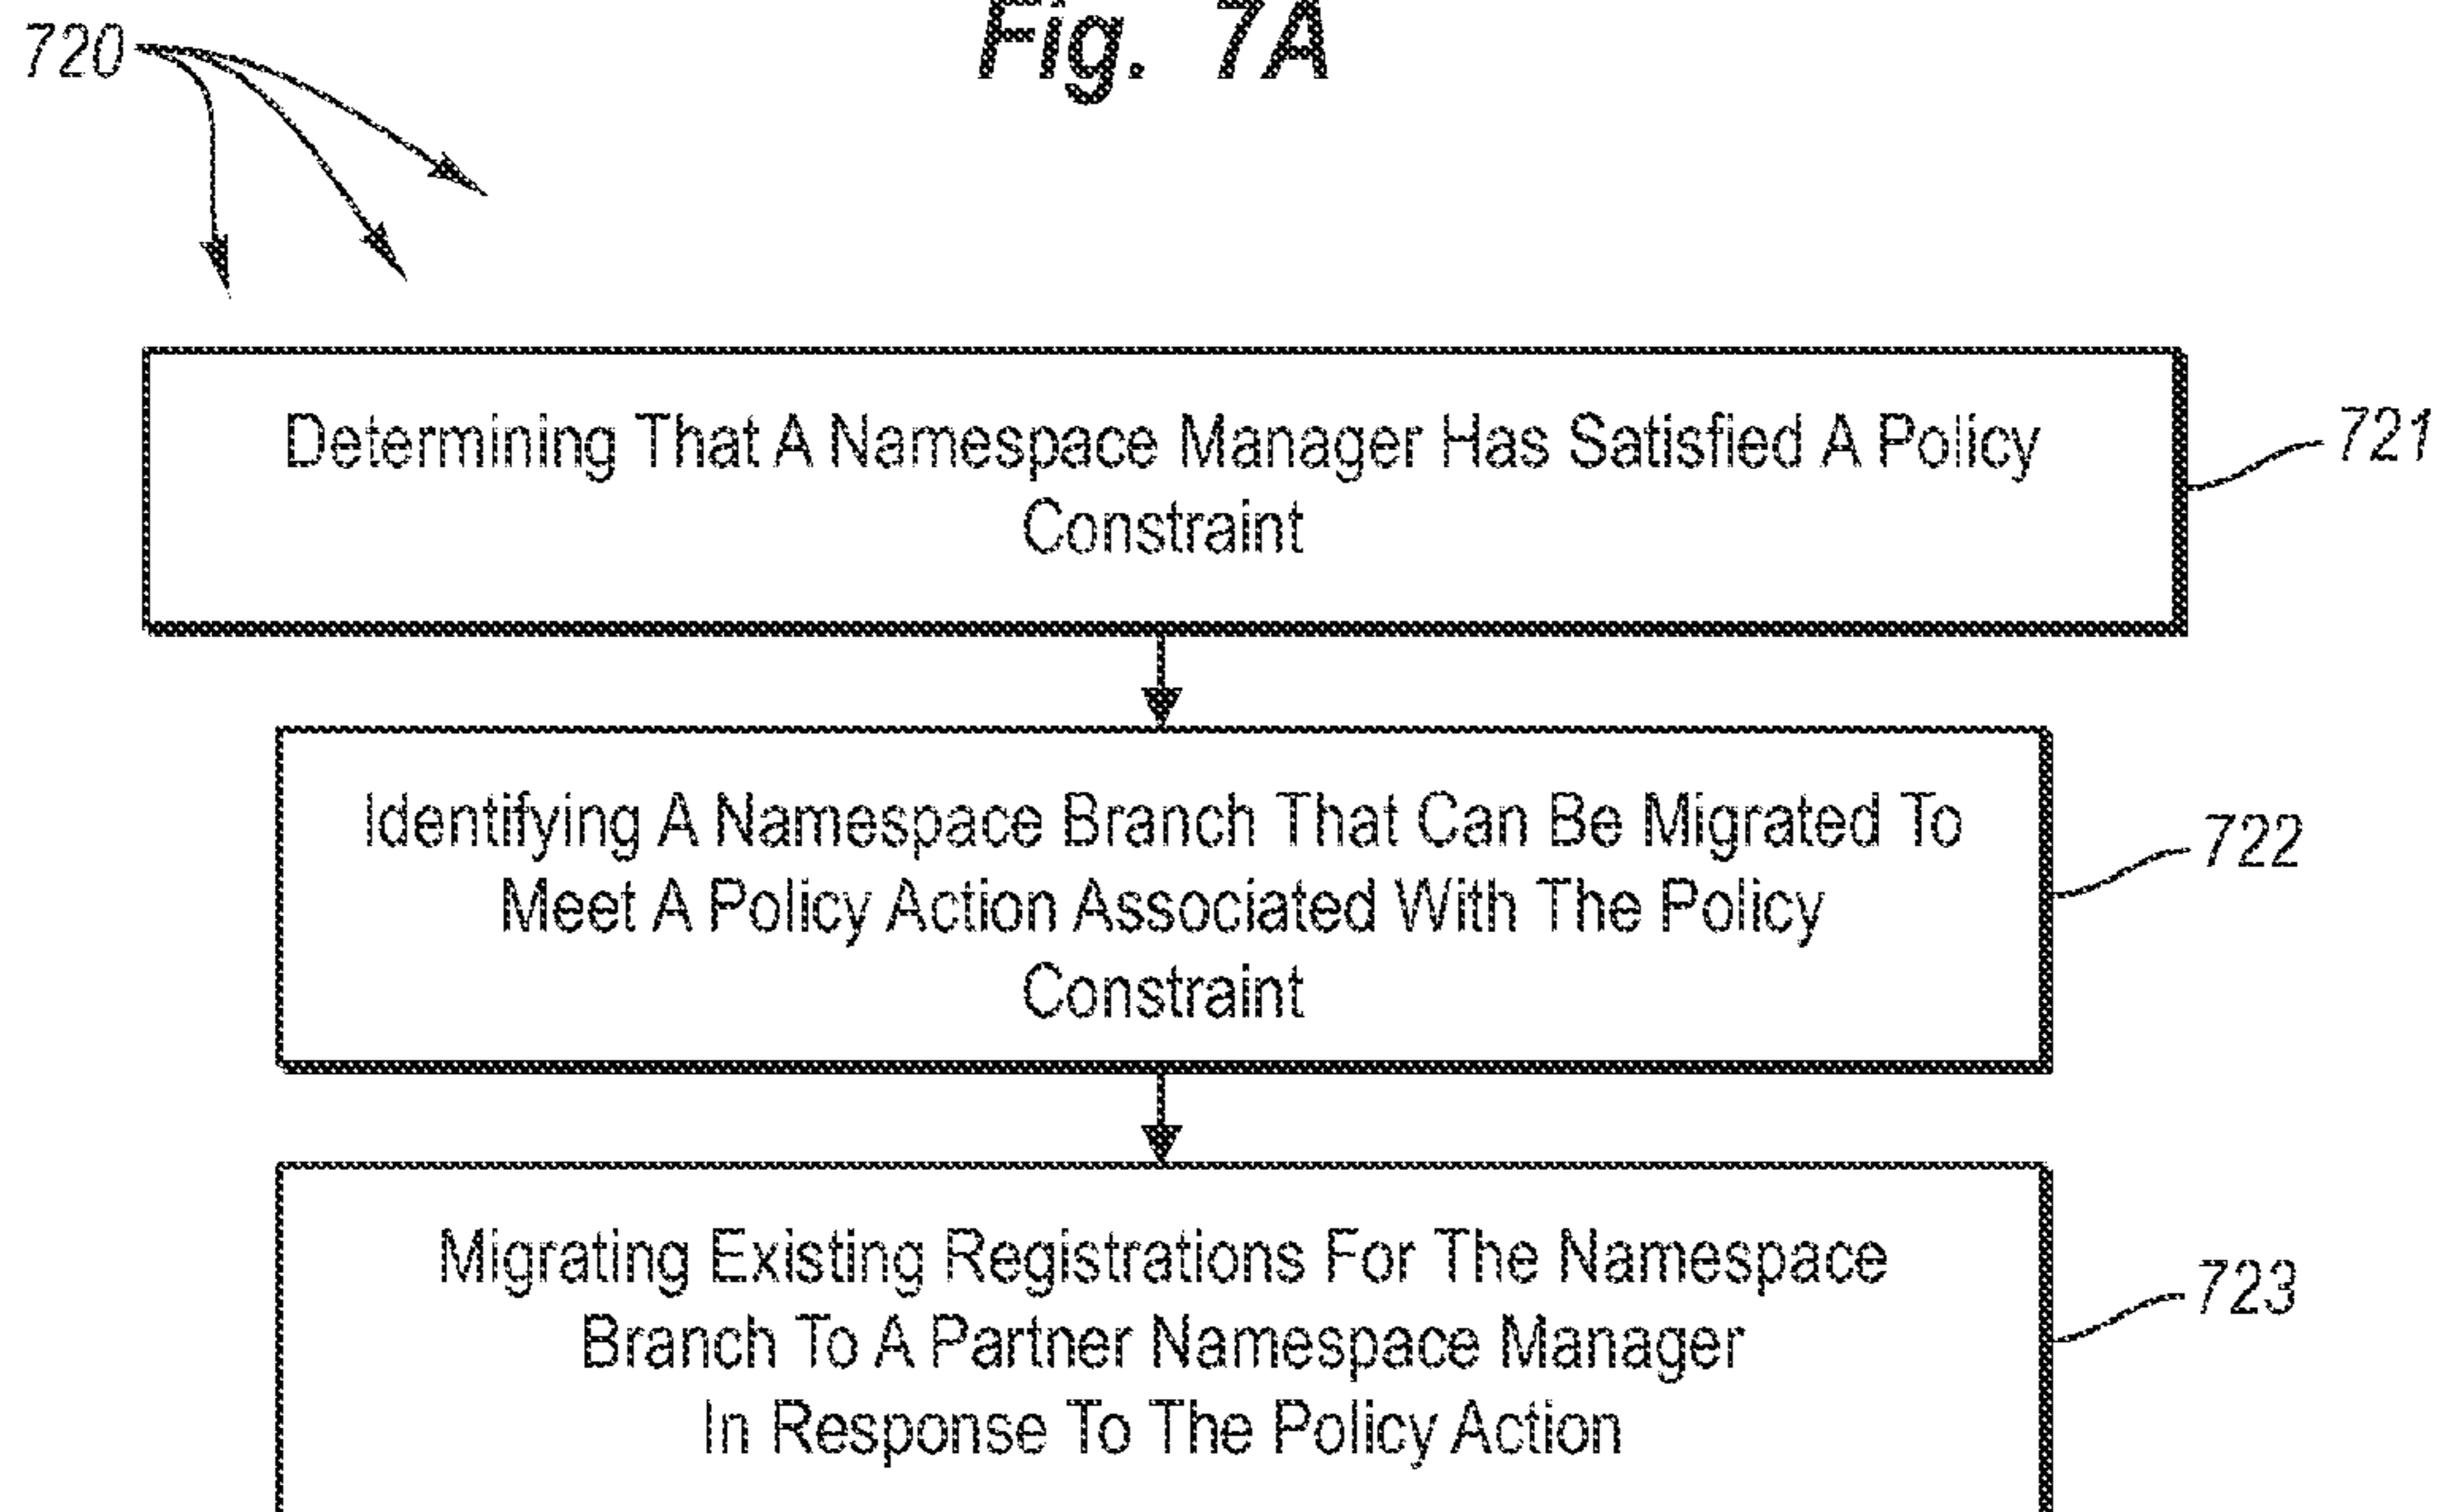 Fig. 7A
720
Determining That A Namespace Manager Has Satisfied A Policy
Constraint
721
Identifying A Namespace Branch That Can Be Migrated To
Meet A Policy Action Associated With The Policy
Constraint
722
Migrating Existing Registrations For The Namespace
Branch To A Partner Namespace Manager
In Response To The Policy Action
723